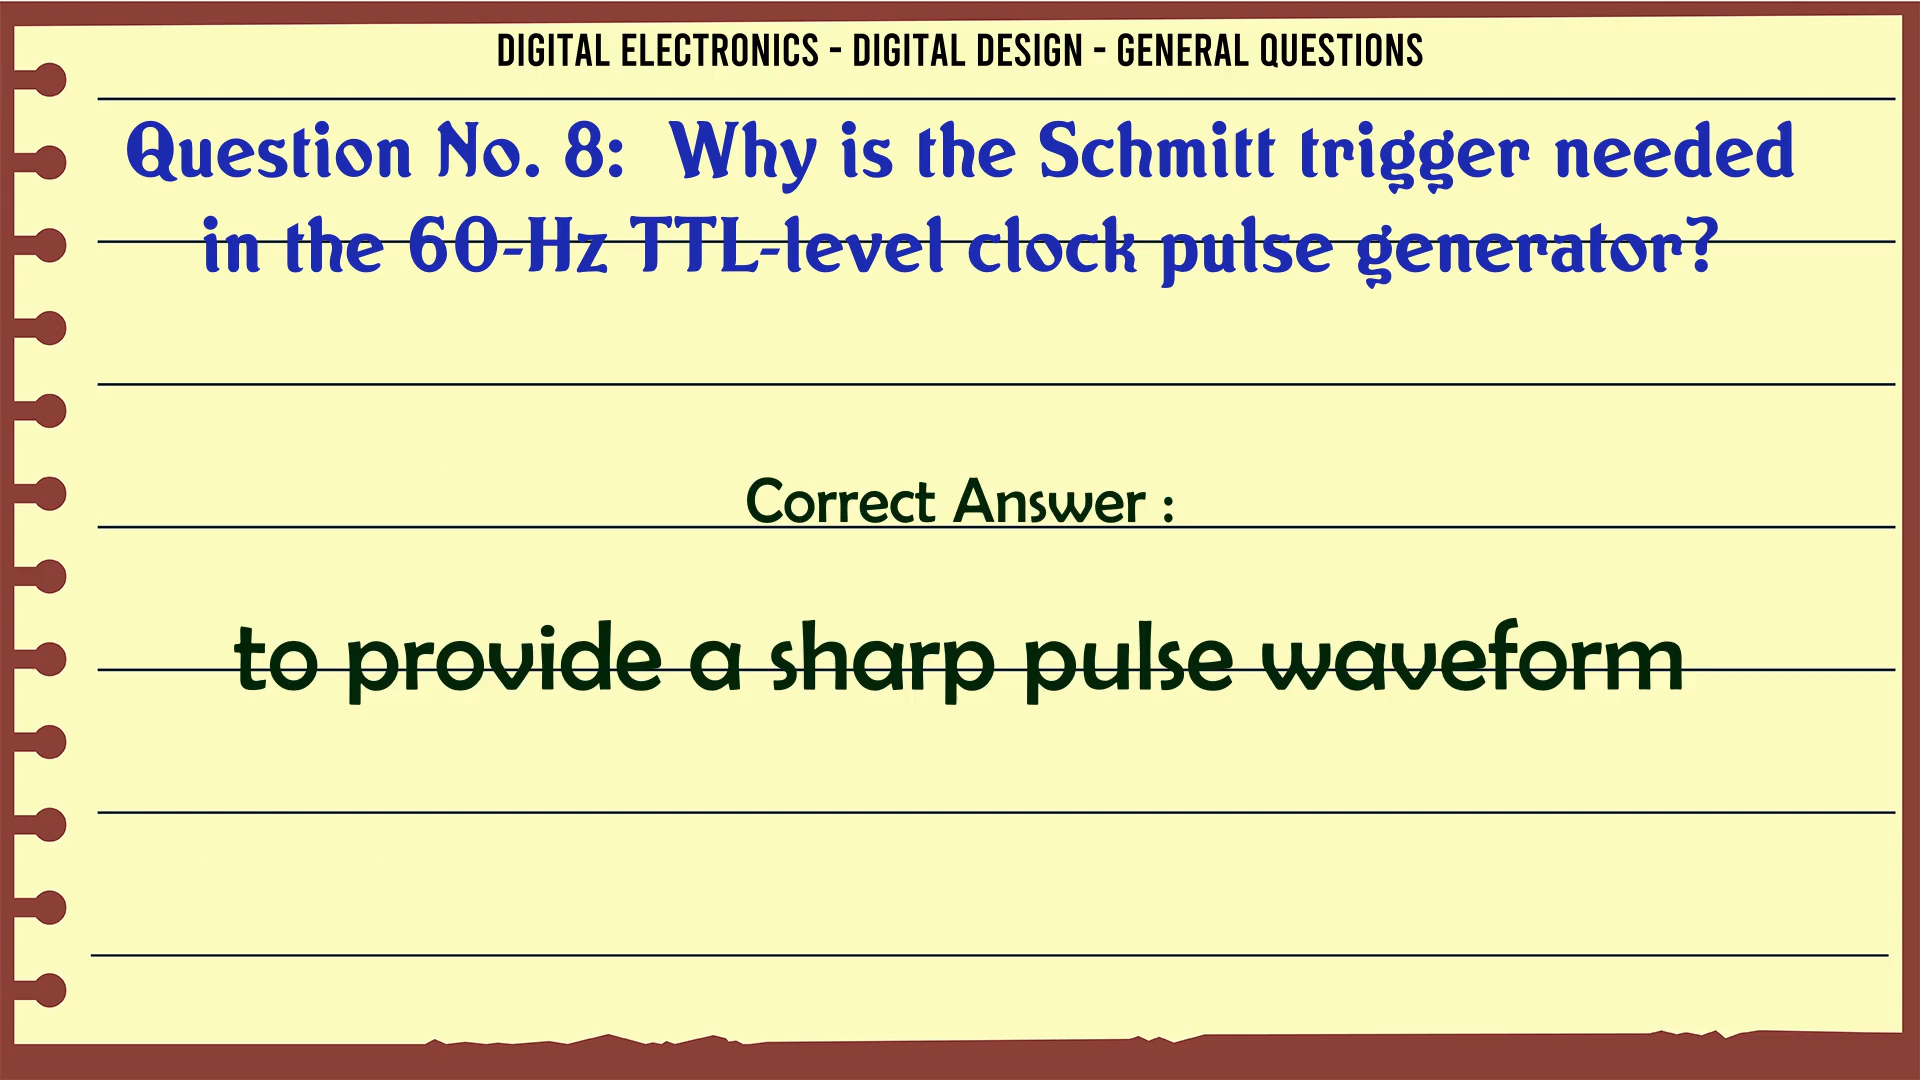 DIGITAL ELECTRONICS - DIGITAL DESIGN - GENERAL QUESTIONS
Question No. 8: Why is the Schmitt trigger needed
in the 60-Hz TTL-level clock pulse generator?
Correct Answer :
to provide a sharp pulse waveform